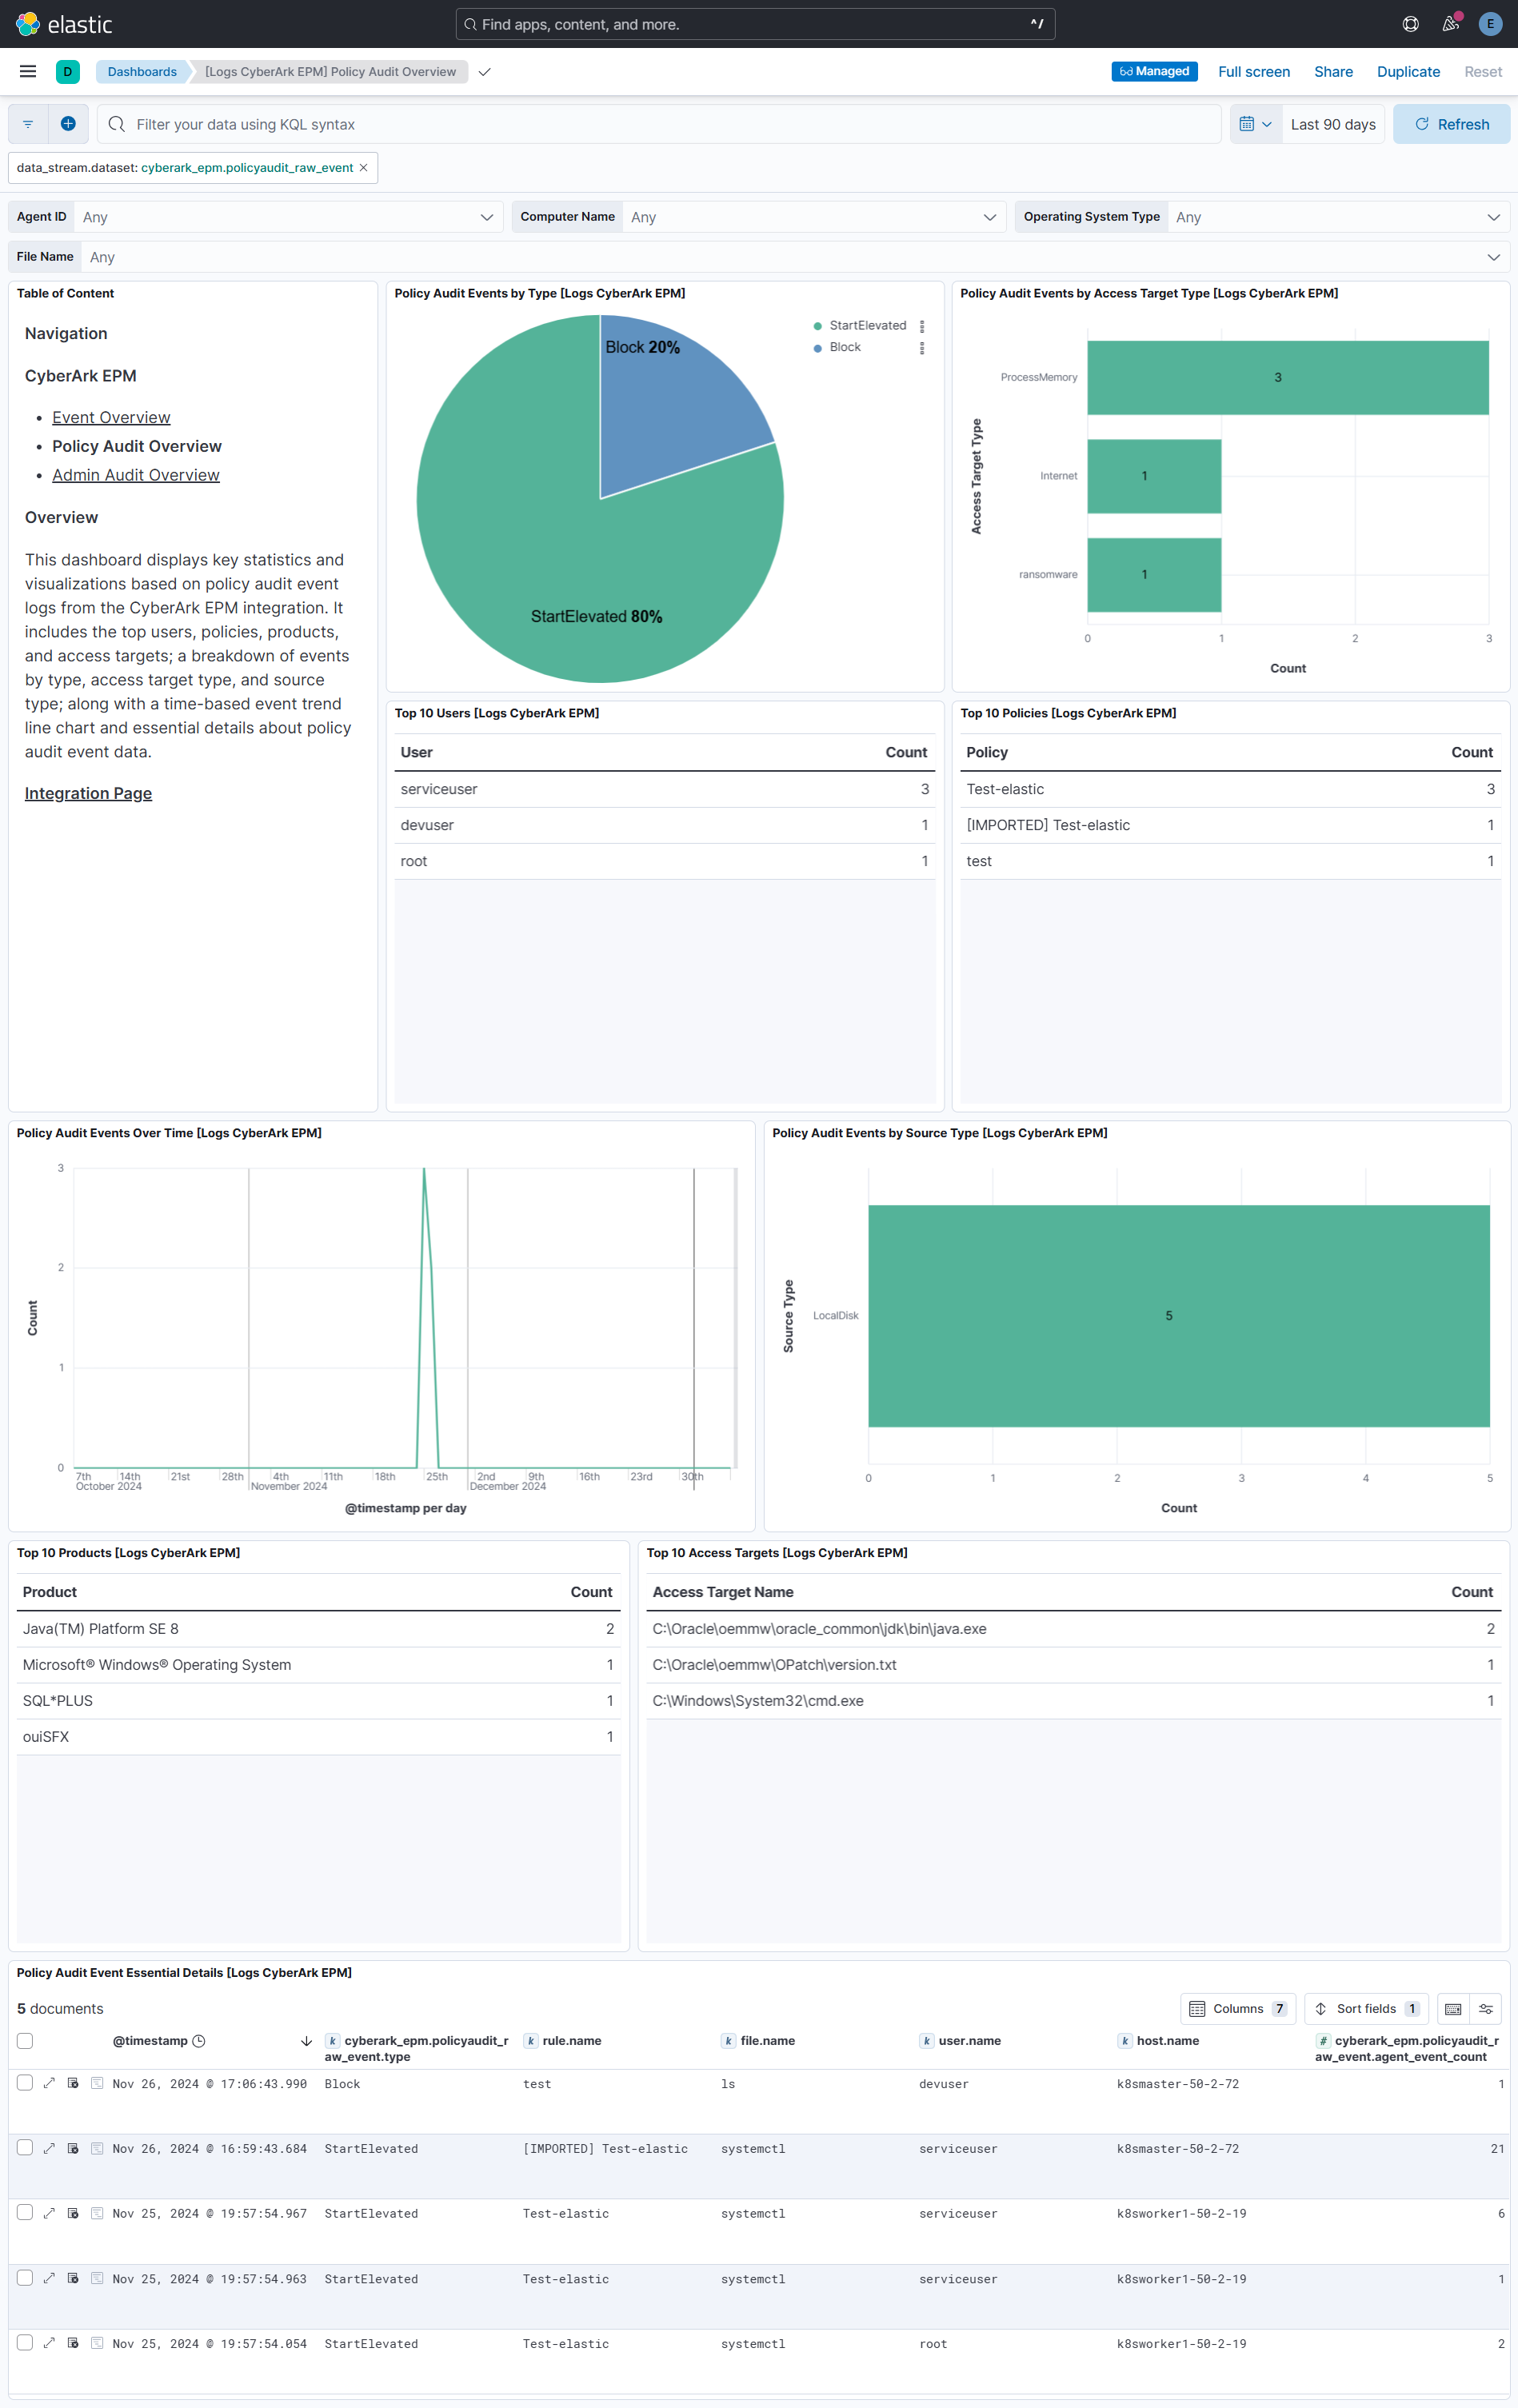 elastic
Find apps, content, and more.
^/
E
D
Dashboards
[Logs CyberArk EPM] Policy Audit Overview
Managed
Full screen
Share
Duplicate
Reset
Filter your data using KQL syntax
Last 90 days
Refresh
data_stream.dataset: cyberark_epm.policyaudit_raw_event
Agent ID Any
Computer Name Any
Operating System Type Any
File Name Any
Table of Content
Navigation
CyberArk EPM
• Event Overview
• Policy Audit Overview
• Admin Audit Overview
Overview
This dashboard displays key statistics and
visualizations based on policy audit event
logs from the CyberArk EPM integration. It
includes the top users, policies, products,
and access targets; a breakdown of events
by type, access target type, and source
type; along with a time-based event trend
line chart and essential details about policy
audit event data.
Integration Page
Policy Audit Events by Type [Logs CyberArk EPM]
Block 20%
StartElevated 80%
StartElevated
Block
Policy Audit Events by Access Target Type [Logs CyberArk EPM]
Access Target Type
ProcessMemory 3
Internet 1
ransomware 1
0 1 2 3
Count
Top 10 Users [Logs CyberArk EPM]
User Count
serviceuser 3
devuser 1
root 1
Top 10 Policies [Logs CyberArk EPM]
Policy Count
Test-elastic 3
[IMPORTED] Test-elastic 1
test 1
Policy Audit Events Over Time [Logs CyberArk EPM]
Count
3
2
1
0
7th 14th 21st 28th 4th 11th 18th 25th 2nd 9th 16th 23rd 30th
October 2024 November 2024 December 2024
@timestamp per day
Policy Audit Events by Source Type [Logs CyberArk EPM]
Source Type
LocalDisk 5
0 1 2 3 4 5
Count
Top 10 Products [Logs CyberArk EPM]
Product Count
Java(TM) Platform SE 8 2
Microsoft® Windows® Operating System 1
SQL*PLUS 1
ouiSFX 1
Top 10 Access Targets [Logs CyberArk EPM]
Access Target Name Count
C:\Oracle\oemmw\oracle_common\jdk\bin\java.exe 2
C:\Oracle\oemmw\OPatch\version.txt 1
C:\Windows\System32\cmd.exe 1
Policy Audit Event Essential Details [Logs CyberArk EPM]
5 documents
Columns 7
Sort fields 1
@timestamp k cyberark_epm.policyaudit_r k rule.name k file.name k user.name k host.name # cyberark_epm.policyaudit_r
aw_event.type aw_event.agent_event_count
Nov 26, 2024 @ 17:06:43.990 Block test ls devuser k8smaster-50-2-72 1
Nov 26, 2024 @ 16:59:43.684 StartElevated [IMPORTED] Test-elastic systemctl serviceuser k8smaster-50-2-72 21
Nov 25, 2024 @ 19:57:54.967 StartElevated Test-elastic systemctl serviceuser k8sworker1-50-2-19 6
Nov 25, 2024 @ 19:57:54.963 StartElevated Test-elastic systemctl serviceuser k8sworker1-50-2-19 1
Nov 25, 2024 @ 19:57:54.054 StartElevated Test-elastic systemctl root k8sworker1-50-2-19 2